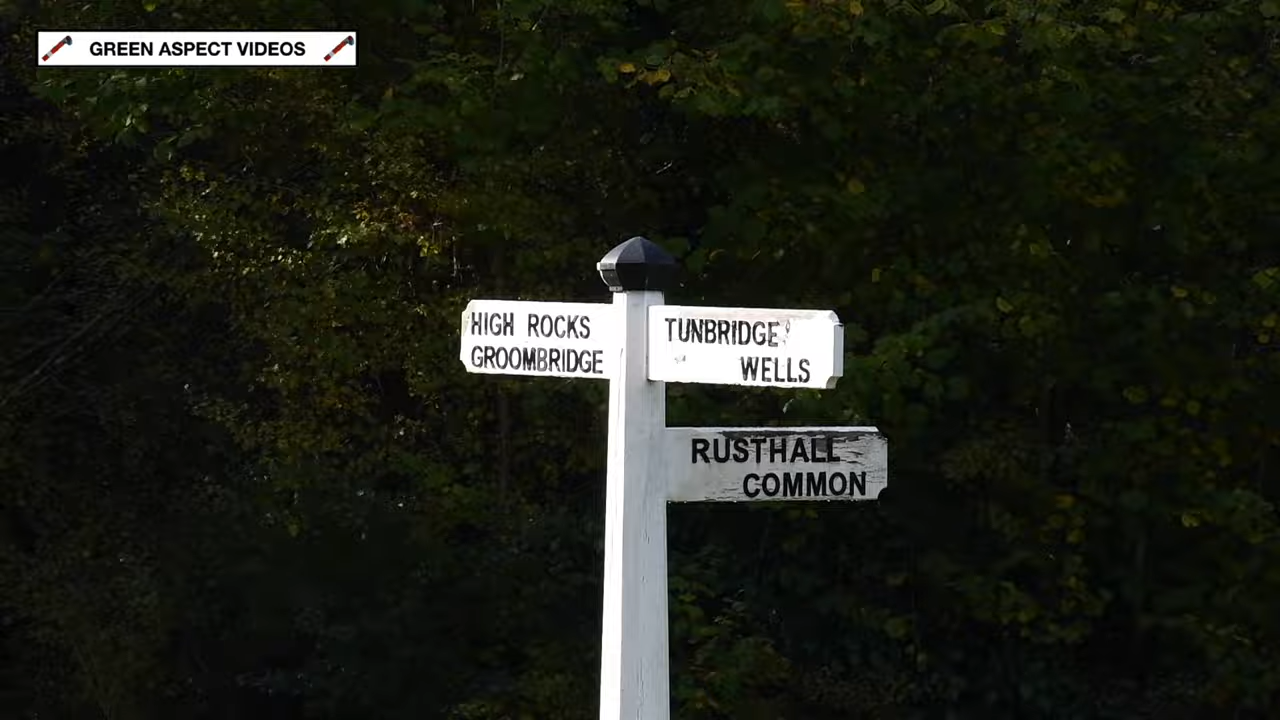 GREEN ASPECT VIDEOS
HIGH ROCKS
GROOMBRIDGE
TUNBRIDGE
WELLS
RUSTHALL
COMMON